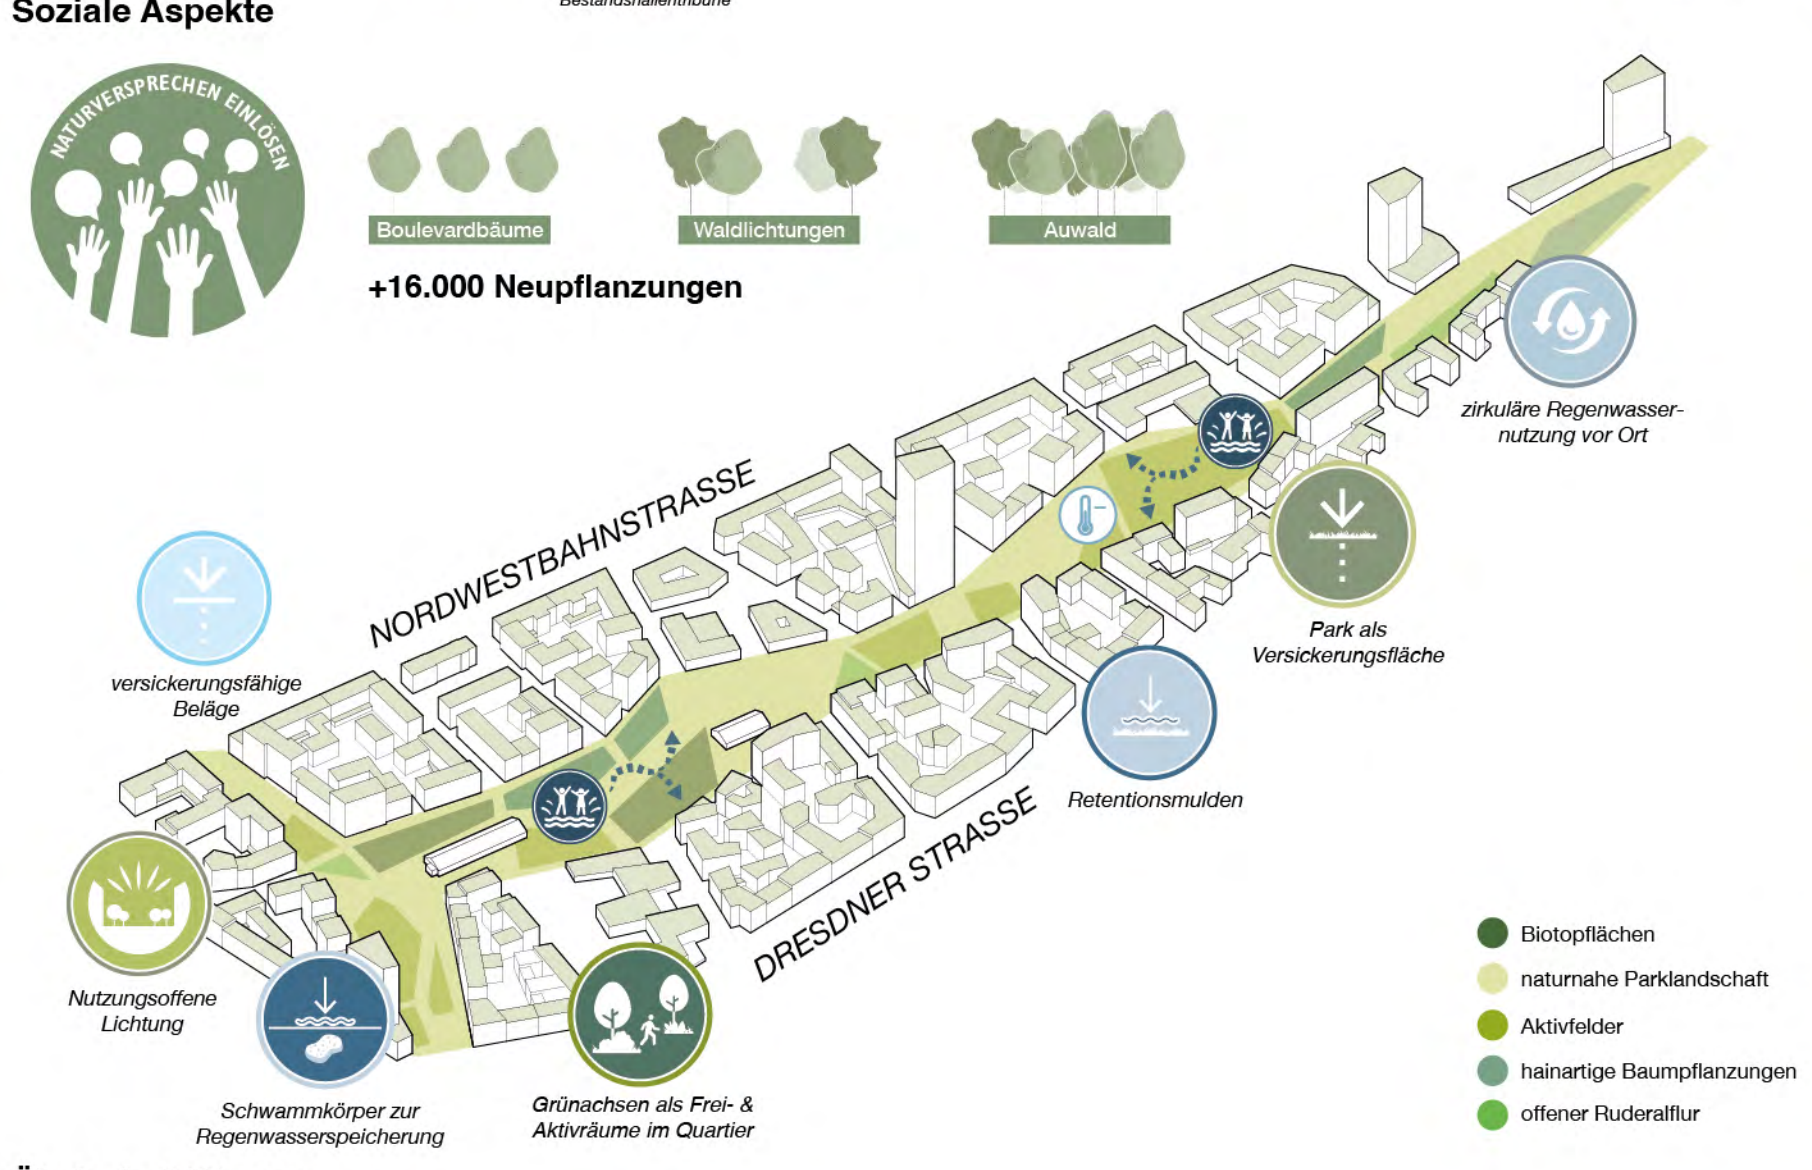 Soziale Aspekte
Bestandshallentribüne
NATURVERSPRECHEN EINLÖSEN
Boulevardbäume
Waldlichtungen
Auwald
+16.000 Neupflanzungen
zirkuläre Regenwasser-
nutzung vor Ort
NORDWESTBAHNSTRASSE
Park als
Versickerungsfläche
versickerungsfähige
Beläge
Retentionsmulden
DRESDNER STRASSE
Nutzungsoffene
Lichtung
Schwammkörper zur
Regenwasserspeicherung
Grünachsen als Frei- &
Aktivräume im Quartier
Biotopflächen
naturnahe Parklandschaft
Aktivfelder
hainartige Baumpflanzungen
offener Ruderalflur